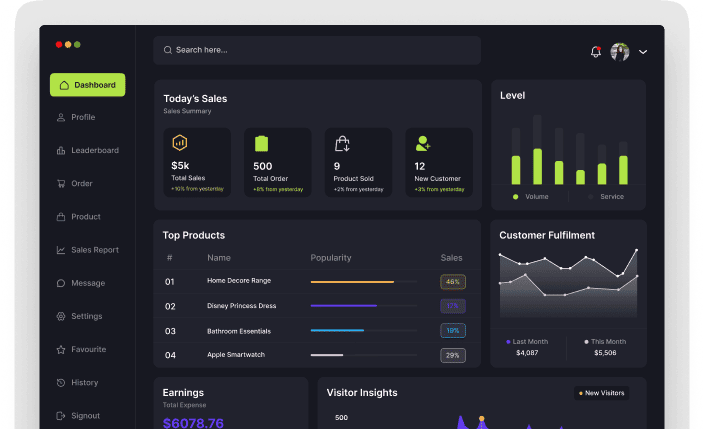 Search here...
Dashboard
Profile
Leaderboard
Order
Product
Sales Report
Message
Settings
Favourite
History
Signout
Today's Sales
Sales Summary
$5k
Total Sales
+10% from yesterday
500
Total Order
+8% from yesterday
9
Product Sold
+2% from yesterday
12
New Customer
+3% from yesterday
Level
Volume
Service
Top Products
# Name Popularity Sales
01 Home Decore Range 46%
02 Disney Princess Dress 17%
03 Bathroom Essentials 19%
04 Apple Smartwatch 29%
Customer Fulfilment
Last Month
$4,087
This Month
$5,506
Earnings
Total Expense
$6078.76
Visitor Insights
New Visitors
500